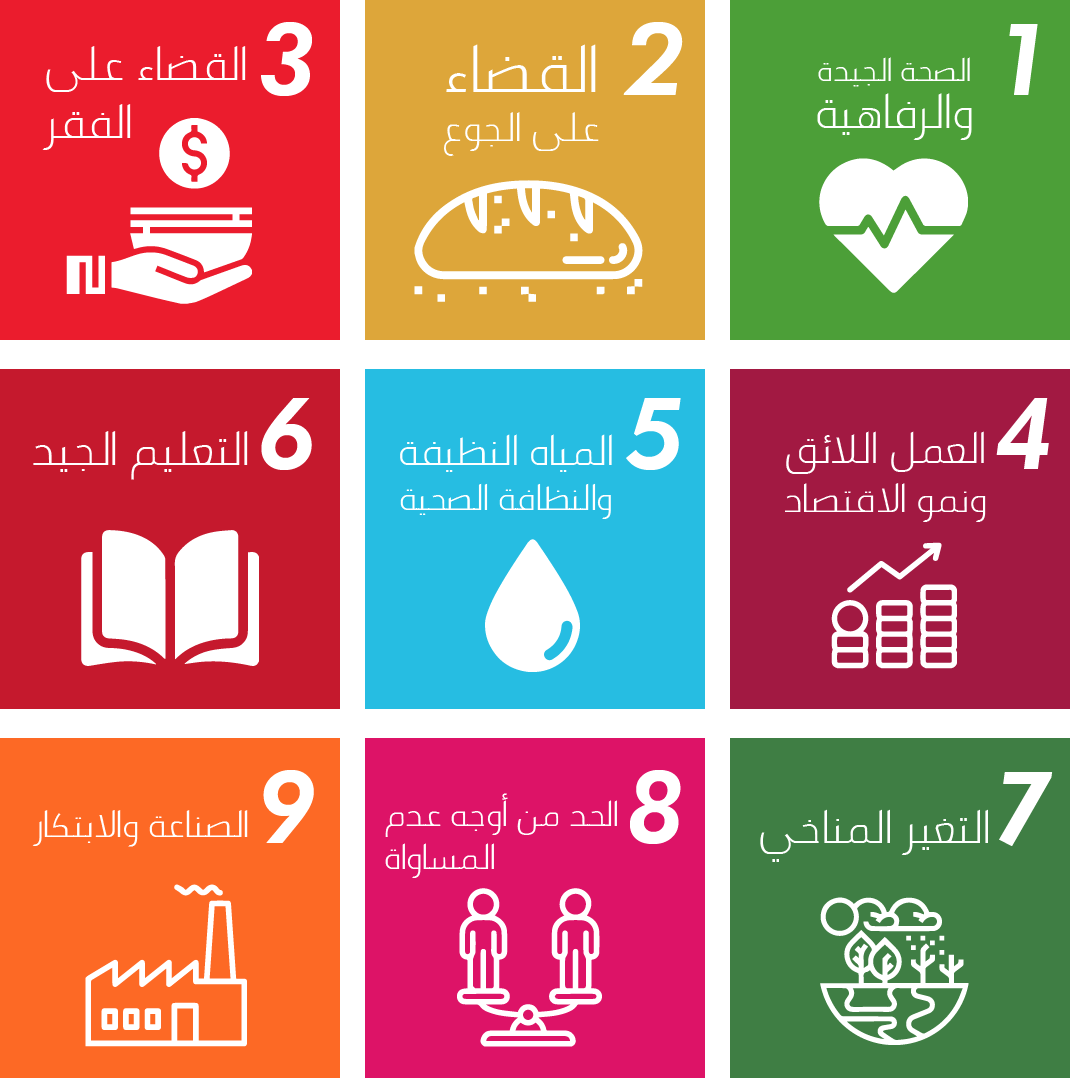 1
الصحة الجيدة
والرفاهية
2
القضاء
على الجوع
3
القضاء على
الفقر
$
4
العمل اللائق
ونمو الاقتصاد
5
المياه النظيفة
والنظافة الصحية
6
التعليم الجيد
7
التغير المناخي
8
الحد من أوجه عدم
المساواة
9
الصناعة والابتكار